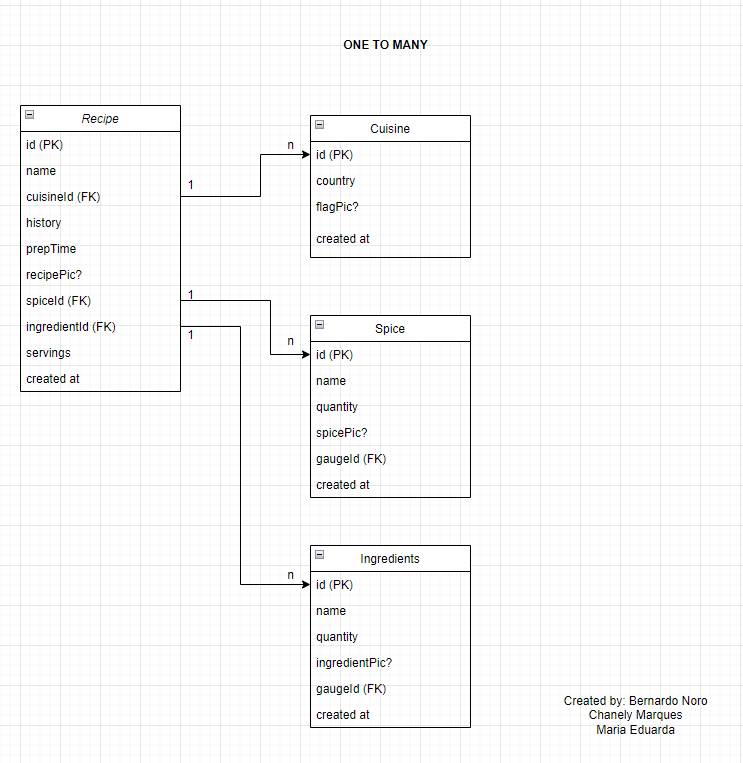 ONE TO MANY
Recipe
id (PK)
name
cuisineId (FK)
history
prepTime
recipePic?
spiceId (FK)
ingredientId (FK)
servings
created at
1
n
1
n
1
n
Cuisine
id (PK)
country
flagPic?
created at
Spice
id (PK)
name
quantity
spicePic?
gaugeId (FK)
created at
Ingredients
id (PK)
name
quantity
ingredientPic?
gaugeId (FK)
created at
Created by: Bernardo Noro
Chanely Marques
Maria Eduarda